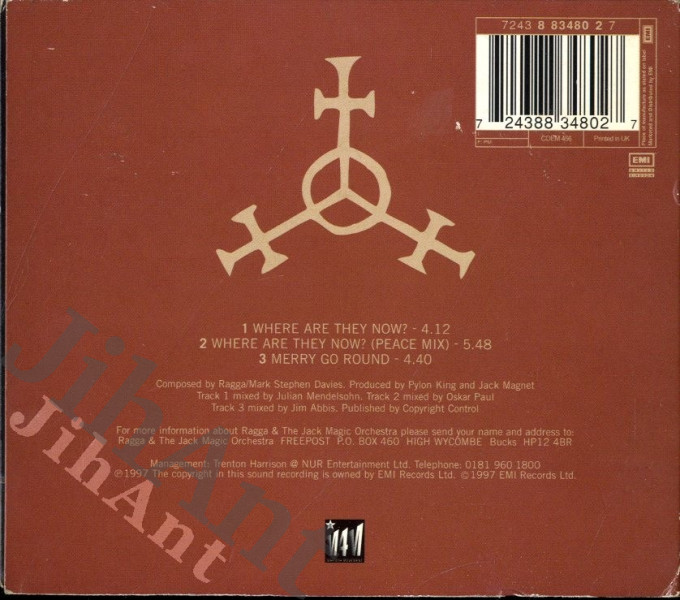 7243 8 83480 2 7
7 24388 34802 7
CDEM 496
Printed in UK
EMI
EMI
1 WHERE ARE THEY NOW? - 4.12
2 WHERE ARE THEY NOW? (PEACE MIX) - 5.48
3 MERRY GO ROUND - 4.40
Composed by Ragga/Mark Stephen Davies. Produced by Pylon King and Jack Magnet
Track 1 mixed by Julian Mendelsohn. Track 2 mixed by Oskar Paul
Track 3 mixed by Jim Abbis. Published by Copyright Control
For more information about Ragga & The Jack Magic Orchestra please send your name and address to:
Ragga & The Jack Magic Orchestra FREEPOST P.O. BOX 460 HIGH WYCOMBE Bucks HP12 4BR
Management: Trenton Harrison @ NUR Entertainment Ltd. Telephone: 0181 960 1800
℗1997 The copyright in this sound recording is owned by EMI Records Ltd. ©1997 EMI Records Ltd.
JihAnt
JihAnt